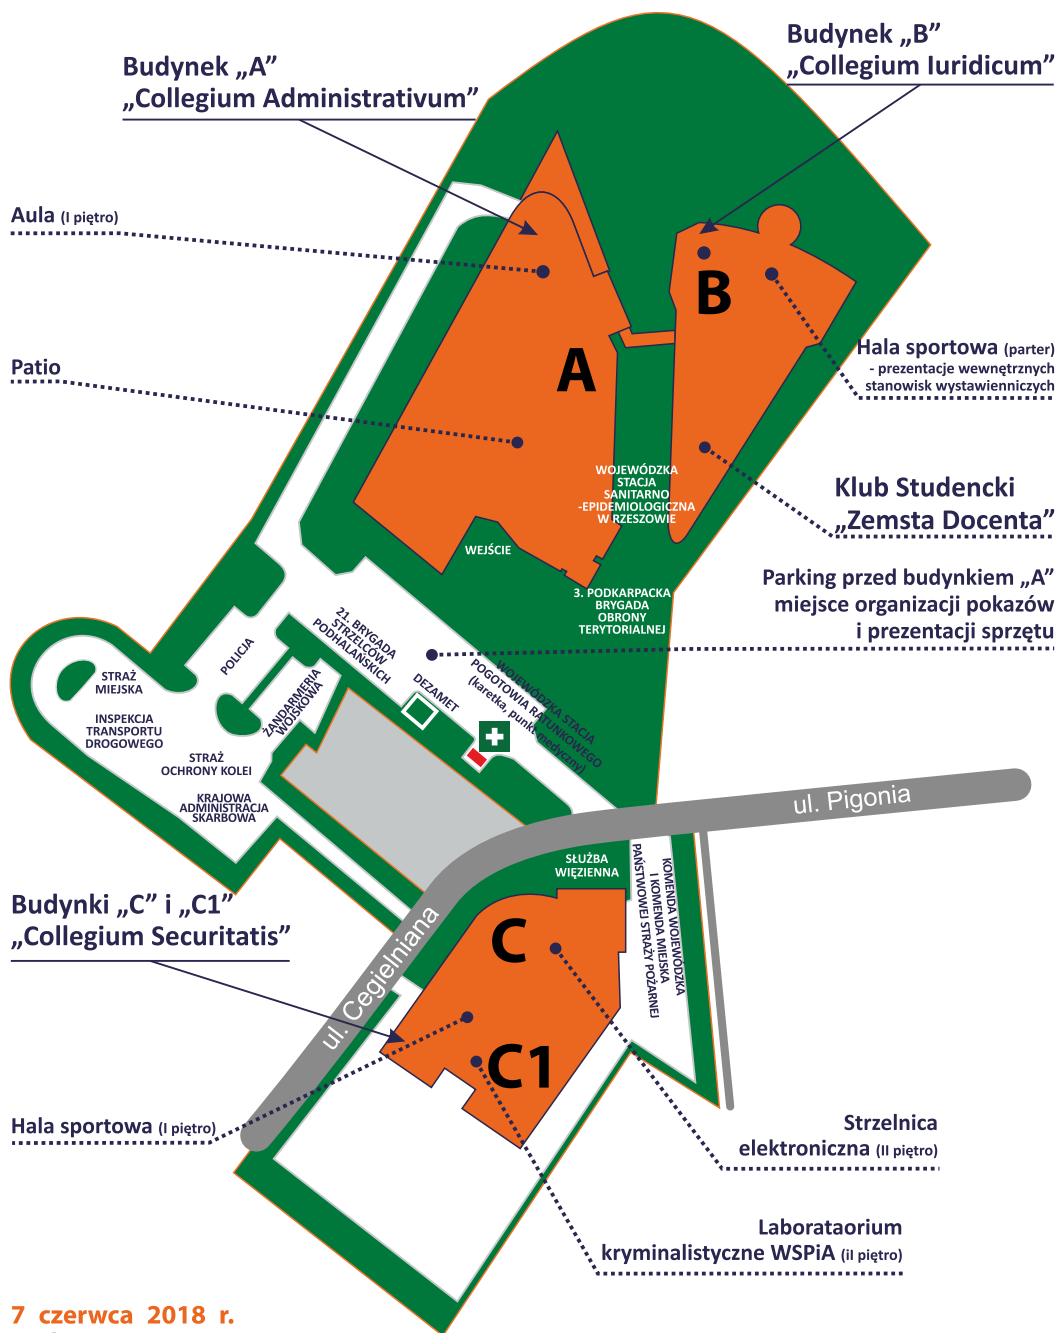 Budynek „A”
„Collegium Administrativum”
Budynek „B”
„Collegium Iuridicum”
Aula (I piętro)
B
Hala sportowa (parter)
- prezentacje wewnętrznych
stanowisk wystawienniczych
Patio
A
WOJEWÓDZKA
STACJA
SANITARNO
-EPIDEMIOLOGICZNA
W RZESZOWIE
Klub Studencki
„Zemsta Docenta”
WEJŚCIE
3. PODKARPACKA
BRYGADA
OBRONY
TERYTORIALNEJ
Parking przed budynkiem „A”
miejsce organizacji pokazów
i prezentacji sprzętu
21. BRYGADA
STRZELCÓW
PODHALAŃSKICH
POLICJA
DEZAMET
WOJEWÓDZKA STACJA
POGOTOWIA RATUNKOWEGO
(karetka, punkt medyczny)
STRAŻ
MIEJSKA
ŻANDARMERIA
WOJSKOWA
INSPEKCJA
TRANSPORTU
DROGOWEGO
STRAŻ
OCHRONY KOLEI
KRAJOWA
ADMINISTRACJA
SKARBOWA
ul. Pigonia
SŁUŻBA
WIĘZIENNA
KOMENDA WOJEWÓDZKA
I KOMENDA MIEJSKA
PAŃSTWOWEJ STRAŻY POŻARNEJ
Budynki „C” i „C1”
„Collegium Securitatis”
ul. Cegielniana
C
C1
Hala sportowa (I piętro)
Strzelnica
elektroniczna (II piętro)
Laborataorium
kryminalistyczne WSPiA (iI piętro)
7 czerwca 2018 r.